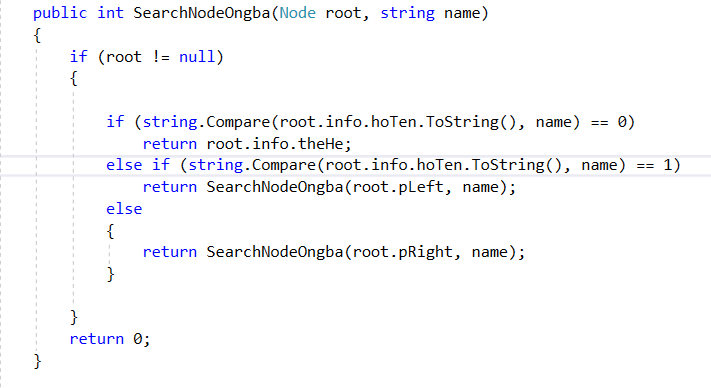 public int SearchNodeOngba(Node root, string name)
{
if (root != null)
{
if (string.Compare(root.info.hoTen.ToString(), name) == 0)
return root.info.theHe;
else if (string.Compare(root.info.hoTen.ToString(), name) == 1)
return SearchNodeOngba(root.pLeft, name);
else
{
return SearchNodeOngba(root.pRight, name);
}
}
return 0;
}